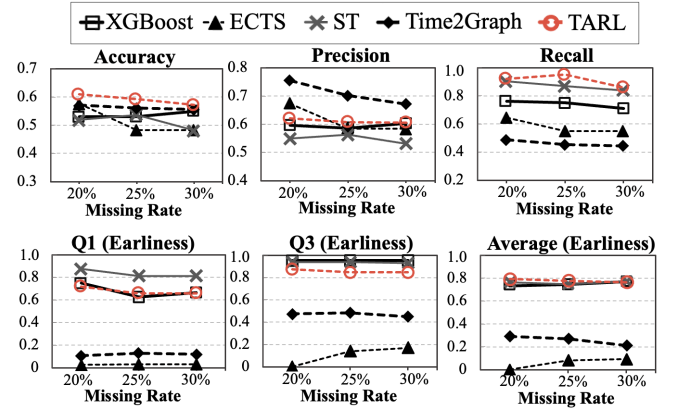 XGBoost ECTS ST Time2Graph TARL
Accuracy Precision Recall
0.7 0.8 1.0
0.6 0.7 0.8
0.5 0.6 0.6
0.4 0.5 0.4
0.3 0.4 0.2
20% 25% 30% 20% 25% 30% 20% 25% 30%
Missing Rate Missing Rate Missing Rate
Q1 (Earliness) Q3 (Earliness) Average (Earliness)
1.0 1.0 1.0
0.8 0.8 0.8
0.6 0.6 0.6
0.4 0.4 0.4
0.2 0.2 0.2
0 0 0
20% 25% 30% 20% 25% 30% 20% 25% 30%
Missing Rate Missing Rate Missing Rate